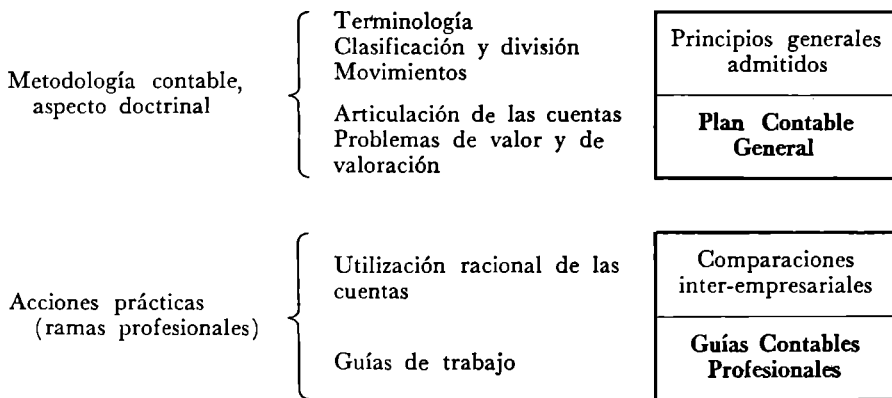 Metodología contable,
aspecto doctrinal
Terminología
Clasificación y división
Movimientos
Articulación de las cuentas
Problemas de valor y de
valoración
Principios generales
admitidos
Plan Contable
General
Acciones prácticas
(ramas profesionales)
Utilización racional de las
cuentas
Guías de trabajo
Comparaciones
inter-empresariales
Guías Contables
Profesionales